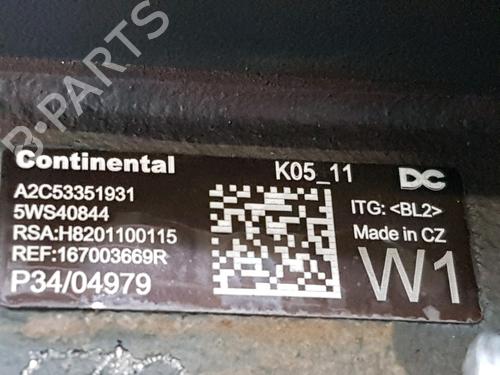 B-PARTS
Continental
K05_11
DC
A2C53351931
5WS40844
RSA:H8201100115
REF:167003669R
P34/04979
ITG: <BL2>
Made in CZ
W1